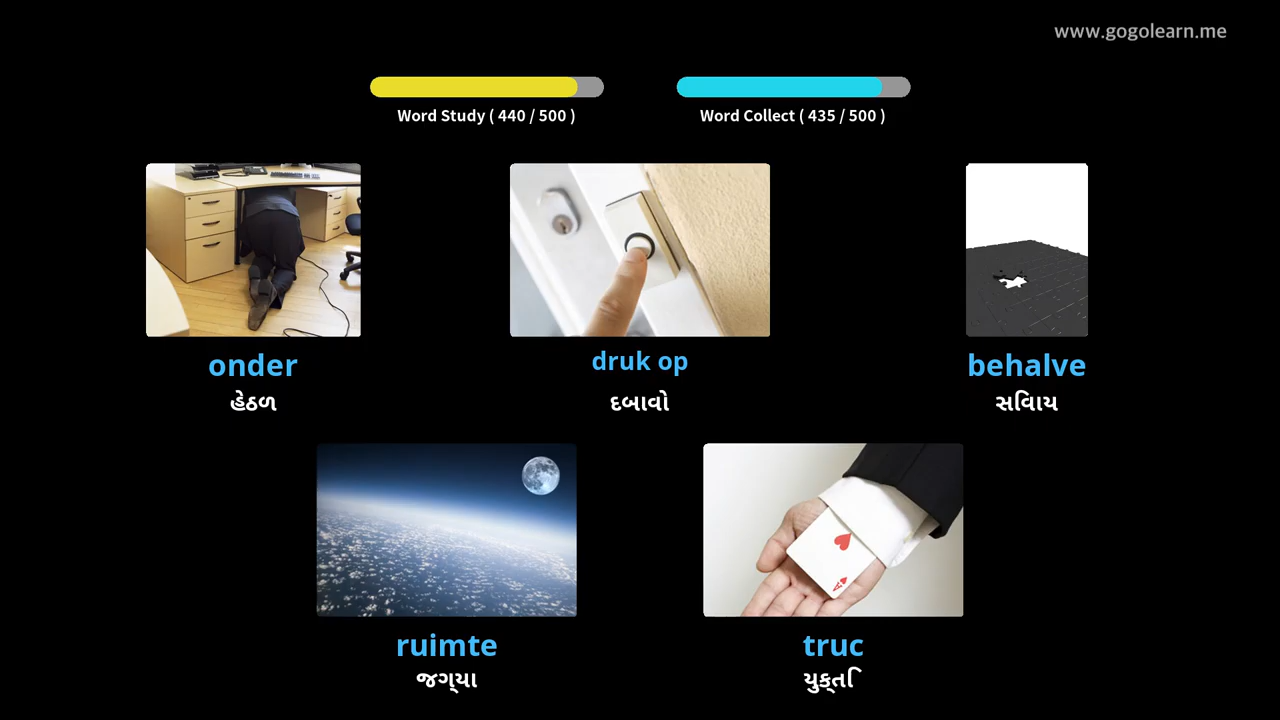 www.gogolearn.me
Word Study ( 440 / 500 )
Word Collect ( 435 / 500 )
onder
હેઠળ
druk op
દબાવો
behalve
સિવાય
ruimte
જગ્યા
truc
યુક્તિ